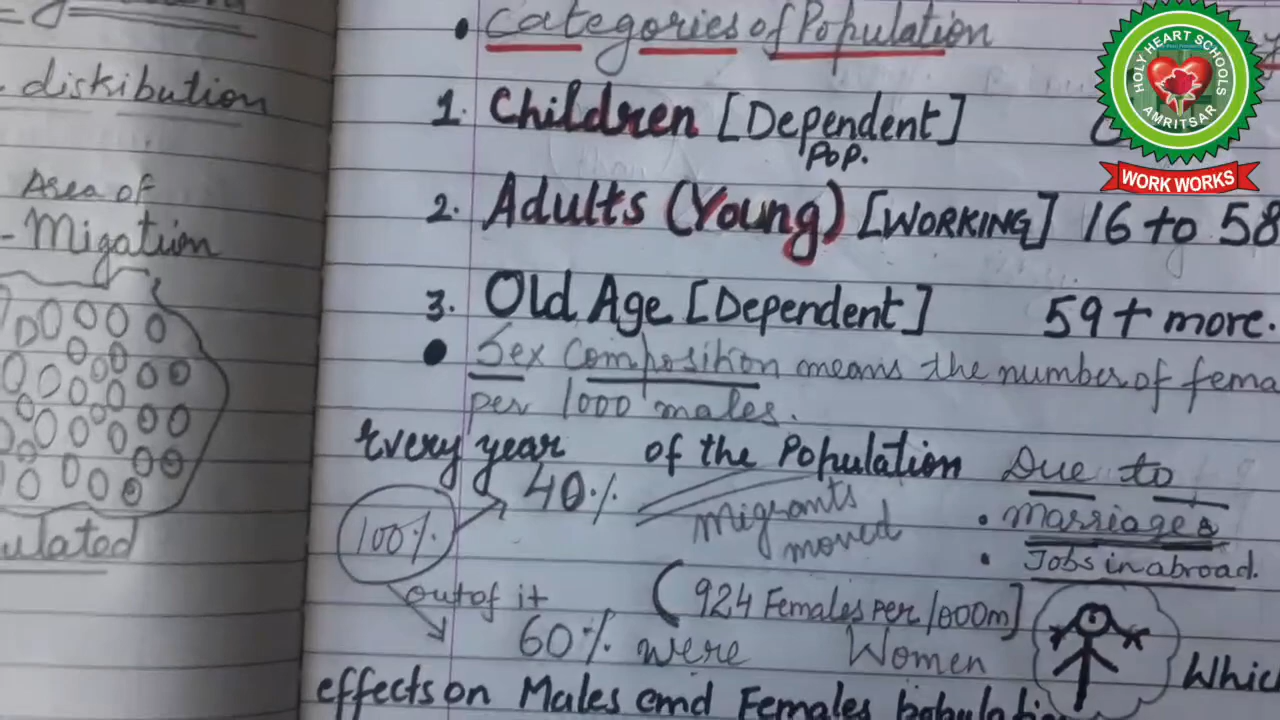 - distribution
Area of
- Migation
ulated
• Categories of Population
1. Children [Dependent]
Pop.
2. Adults (Young) [WORKING] 16 to 58
3. Old Age [Dependent] 59+ more.
• Sex Composition means the number of fema
per 1000 males.
Every year of the Population Due to
40% migrants • marriages
100% moved • Jobs in abroad.
out of it (924 Females Per/1000m]
60% were Women Which
effects on Males and Females
HOLY HEART SCHOOLS
AMRITSAR
WORK WORKS